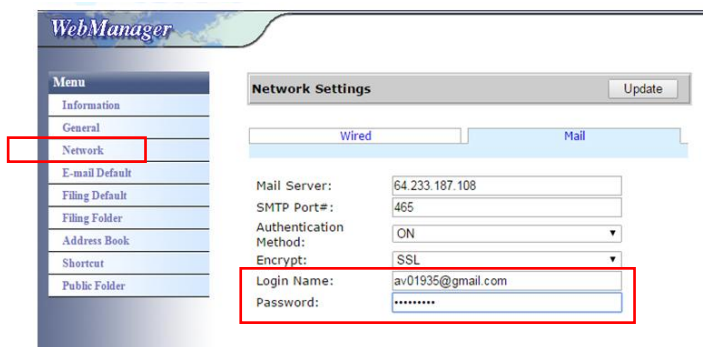 WebManager
Menu
Information
General
Network
E-mail Default
Filing Default
Filing Folder
Address Book
Shortcut
Public Folder
Network Settings
Update
Wired
Mail
Mail Server: 64.233.187.108
SMTP Port#: 465
Authentication
Method: ON
Encrypt: SSL
Login Name: av01935@gmail.com
Password: •••••••••